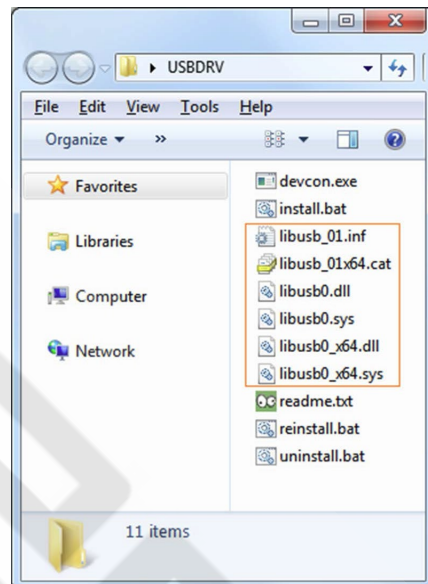 USBDRV
File Edit View Tools Help
Organize »
Favorites
Libraries
Computer
Network
devcon.exe
install.bat
libusb_01.inf
libusb_01x64.cat
libusb0.dll
libusb0.sys
libusb0_x64.dll
libusb0_x64.sys
readme.txt
reinstall.bat
uninstall.bat
11 items